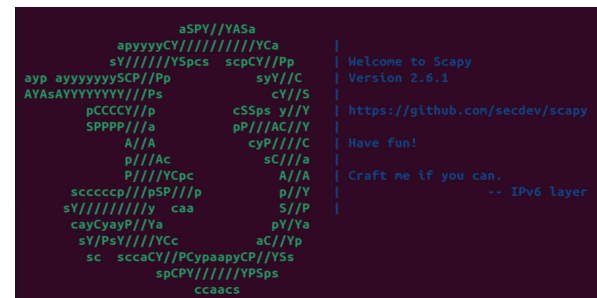 aSPY//YASa
             apyyyyCY//////////YCa       |
            sY//////YSpcs  scpCY//Pp     | Welcome to Scapy
 ayp ayyyyyyySCP//Pp           syY//C    | Version 2.6.1
 AYAsAYYYYYYYY///Ps              cY//S   |
         pCCCCY//p          cSSps y//Y   | https://github.com/secdev/scapy
         SPPPP///a          pP///AC//Y   |
              A//A            cyP////C   | Have fun!
              p///Ac            sC///a   |
              P////YCpc           A//A   | Craft me if you can.
       scccccp///pSP///p          p//Y   |                   -- IPv6 layer
      sY/////////y  caa           S//P   |
       cayCyayP//Ya              pY/Ya
        sY/PsY////YCc          aC//Yp
         sc  sccaCY//PCypaapyCP//YSs
                  spCPY//////YPSps
                       ccaacs